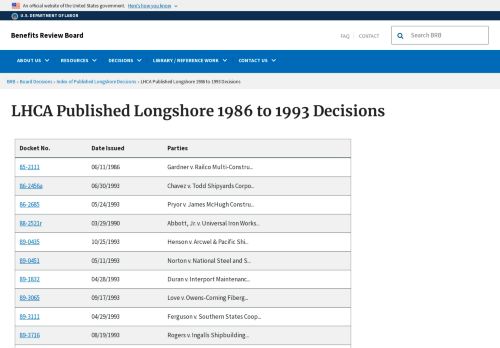 An official website of the United States government. Here's how you know
U.S. DEPARTMENT OF LABOR
Benefits Review Board
FAQ CONTACT
Search BRB
ABOUT US RESOURCES DECISIONS LIBRARY / REFERENCE WORK CONTACT US
BRB › Board Decisions › Index of Published Longshore Decisions › LHCA Published Longshore 1986 to 1993 Decisions
LHCA Published Longshore 1986 to 1993 Decisions
Docket No. Date Issued Parties
85-2111 06/11/1986 Gardner v. Railco Multi-Constru...
86-2456a 06/30/1993 Chavez v. Todd Shipyards Corpo...
86-2685 05/24/1993 Pryor v. James McHugh Constru...
88-2521r 03/29/1990 Abbott, Jr. v. Universal Iron Works...
89-0435 10/25/1993 Henson v. Arcwel & Pacific Shi...
89-0451 05/11/1993 Norton v. National Steel and S...
89-1832 04/28/1993 Duran v. Interport Maintenanc...
89-3065 09/17/1993 Love v. Owens-Corning Fiberg...
89-3111 04/29/1993 Ferguson v. Southern States Coop...
89-3716 08/19/1993 Rogers v. Ingalls Shipbuilding...